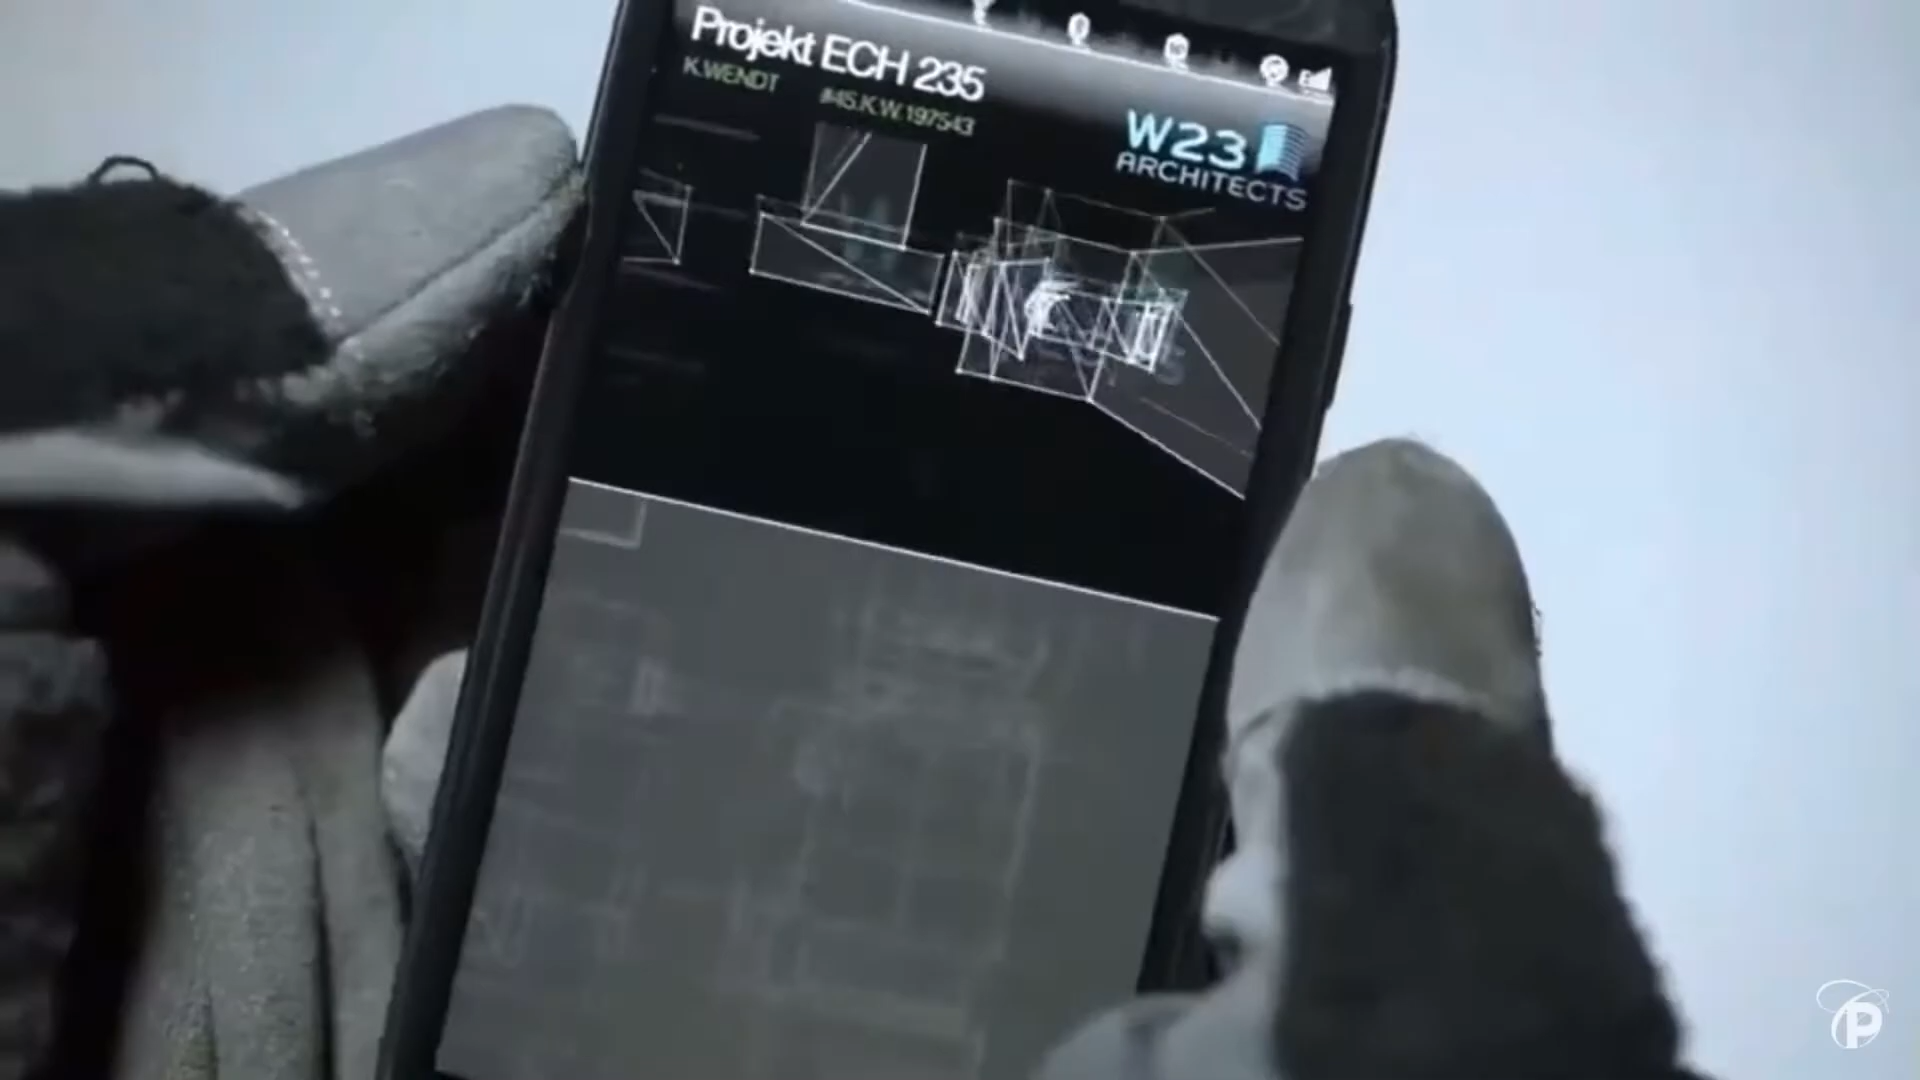 Projekt ECH 235
K.WENDT
#45.K.W.197543
W23
ARCHITECTS
E
P